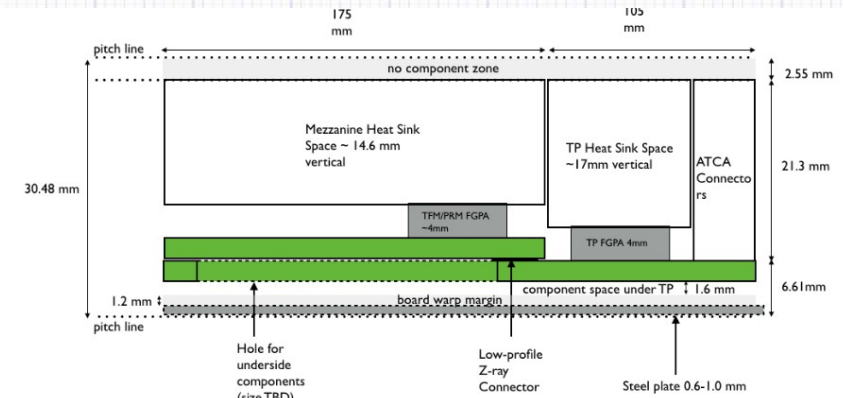 175
mm
105
mm
pitch line
no component zone
2.55 mm
Mezzanine Heat Sink
Space ~ 14.6 mm
vertical
TP Heat Sink Space
~17mm vertical
ATCA
Connecto
rs
21.3 mm
30.48 mm
TFM/PRM FGPA
~4mm
TP FGPA 4mm
component space under TP
1.6 mm
6.61mm
1.2 mm
board warp margin
pitch line
Hole for
underside
components
(size TBD)
Low-profile
Z-ray
Connector
Steel plate 0.6-1.0 mm